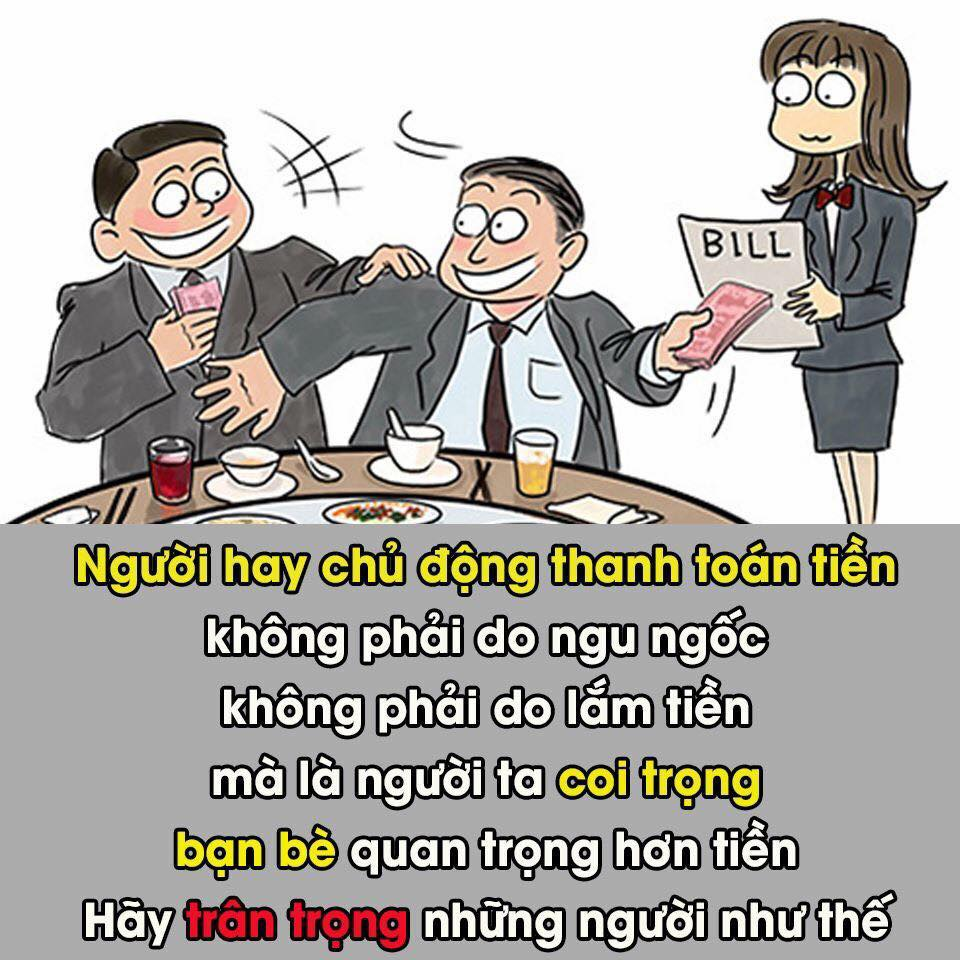 BILL
Người hay chủ động thanh toán tiền
không phải do ngu ngốc
không phải do lắm tiền
mà là người ta coi trọng
bạn bè quan trọng hơn tiền
Hãy trân trọng những người như thế